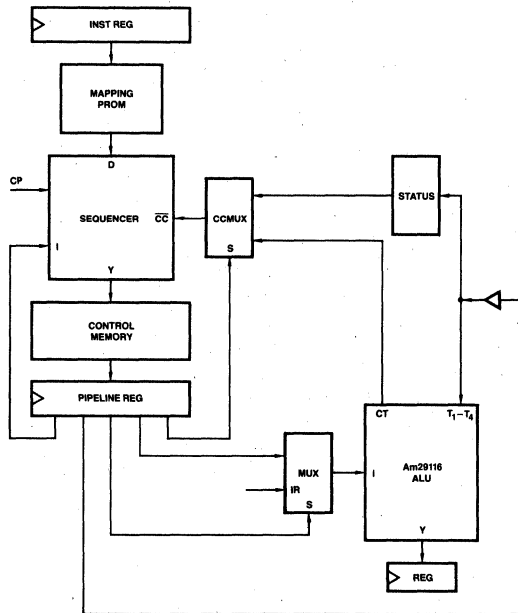 INST REG
MAPPING
PROM
D
CP
SEQUENCER
CC
I
Y
CCMUX
S
STATUS
CONTROL
MEMORY
PIPELINE REG
CT
T1–T4
MUX
IR
S
I
Am29116
ALU
Y
REG